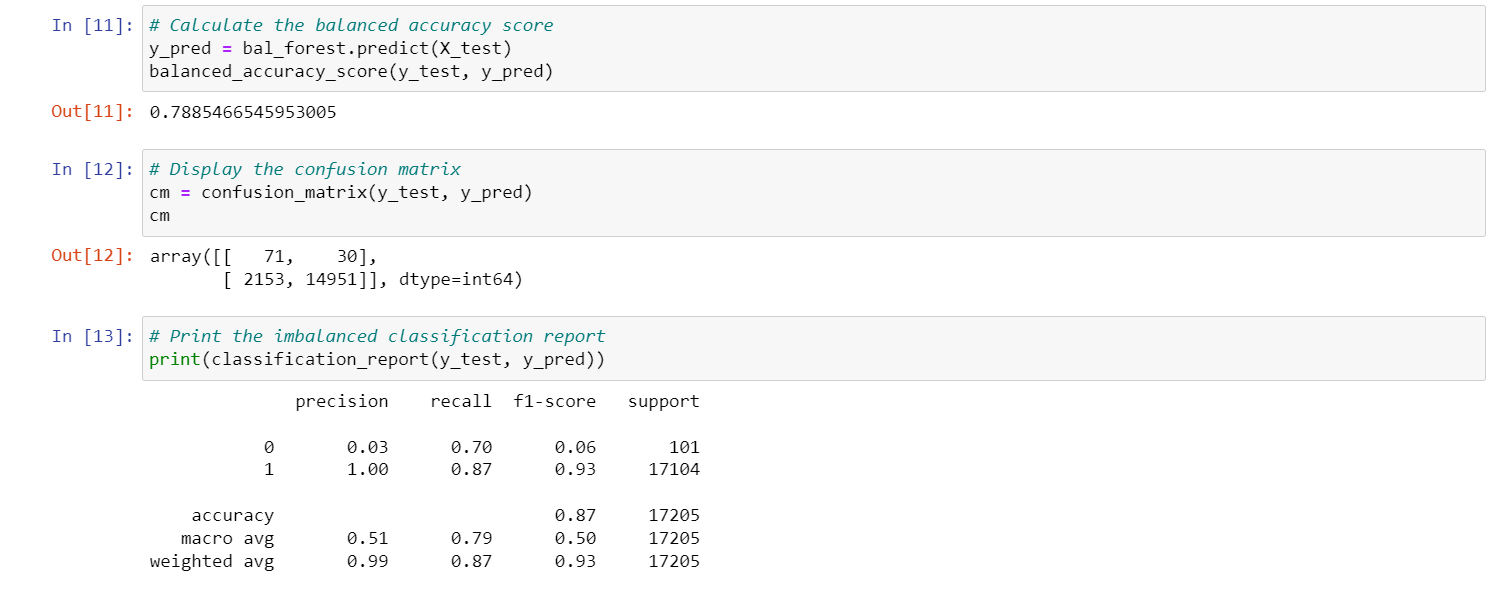 In [11]: # Calculate the balanced accuracy score
y_pred = bal_forest.predict(X_test)
balanced_accuracy_score(y_test, y_pred)
Out[11]: 0.7885466545953005
In [12]: # Display the confusion matrix
cm = confusion_matrix(y_test, y_pred)
cm
Out[12]: array([[   71,    30],
       [ 2153, 14951]], dtype=int64)
In [13]: # Print the imbalanced classification report
print(classification_report(y_test, y_pred))
              precision    recall  f1-score   support
           0       0.03      0.70      0.06       101
           1       1.00      0.87      0.93     17104
    accuracy                           0.87     17205
   macro avg       0.51      0.79      0.50     17205
weighted avg       0.99      0.87      0.93     17205